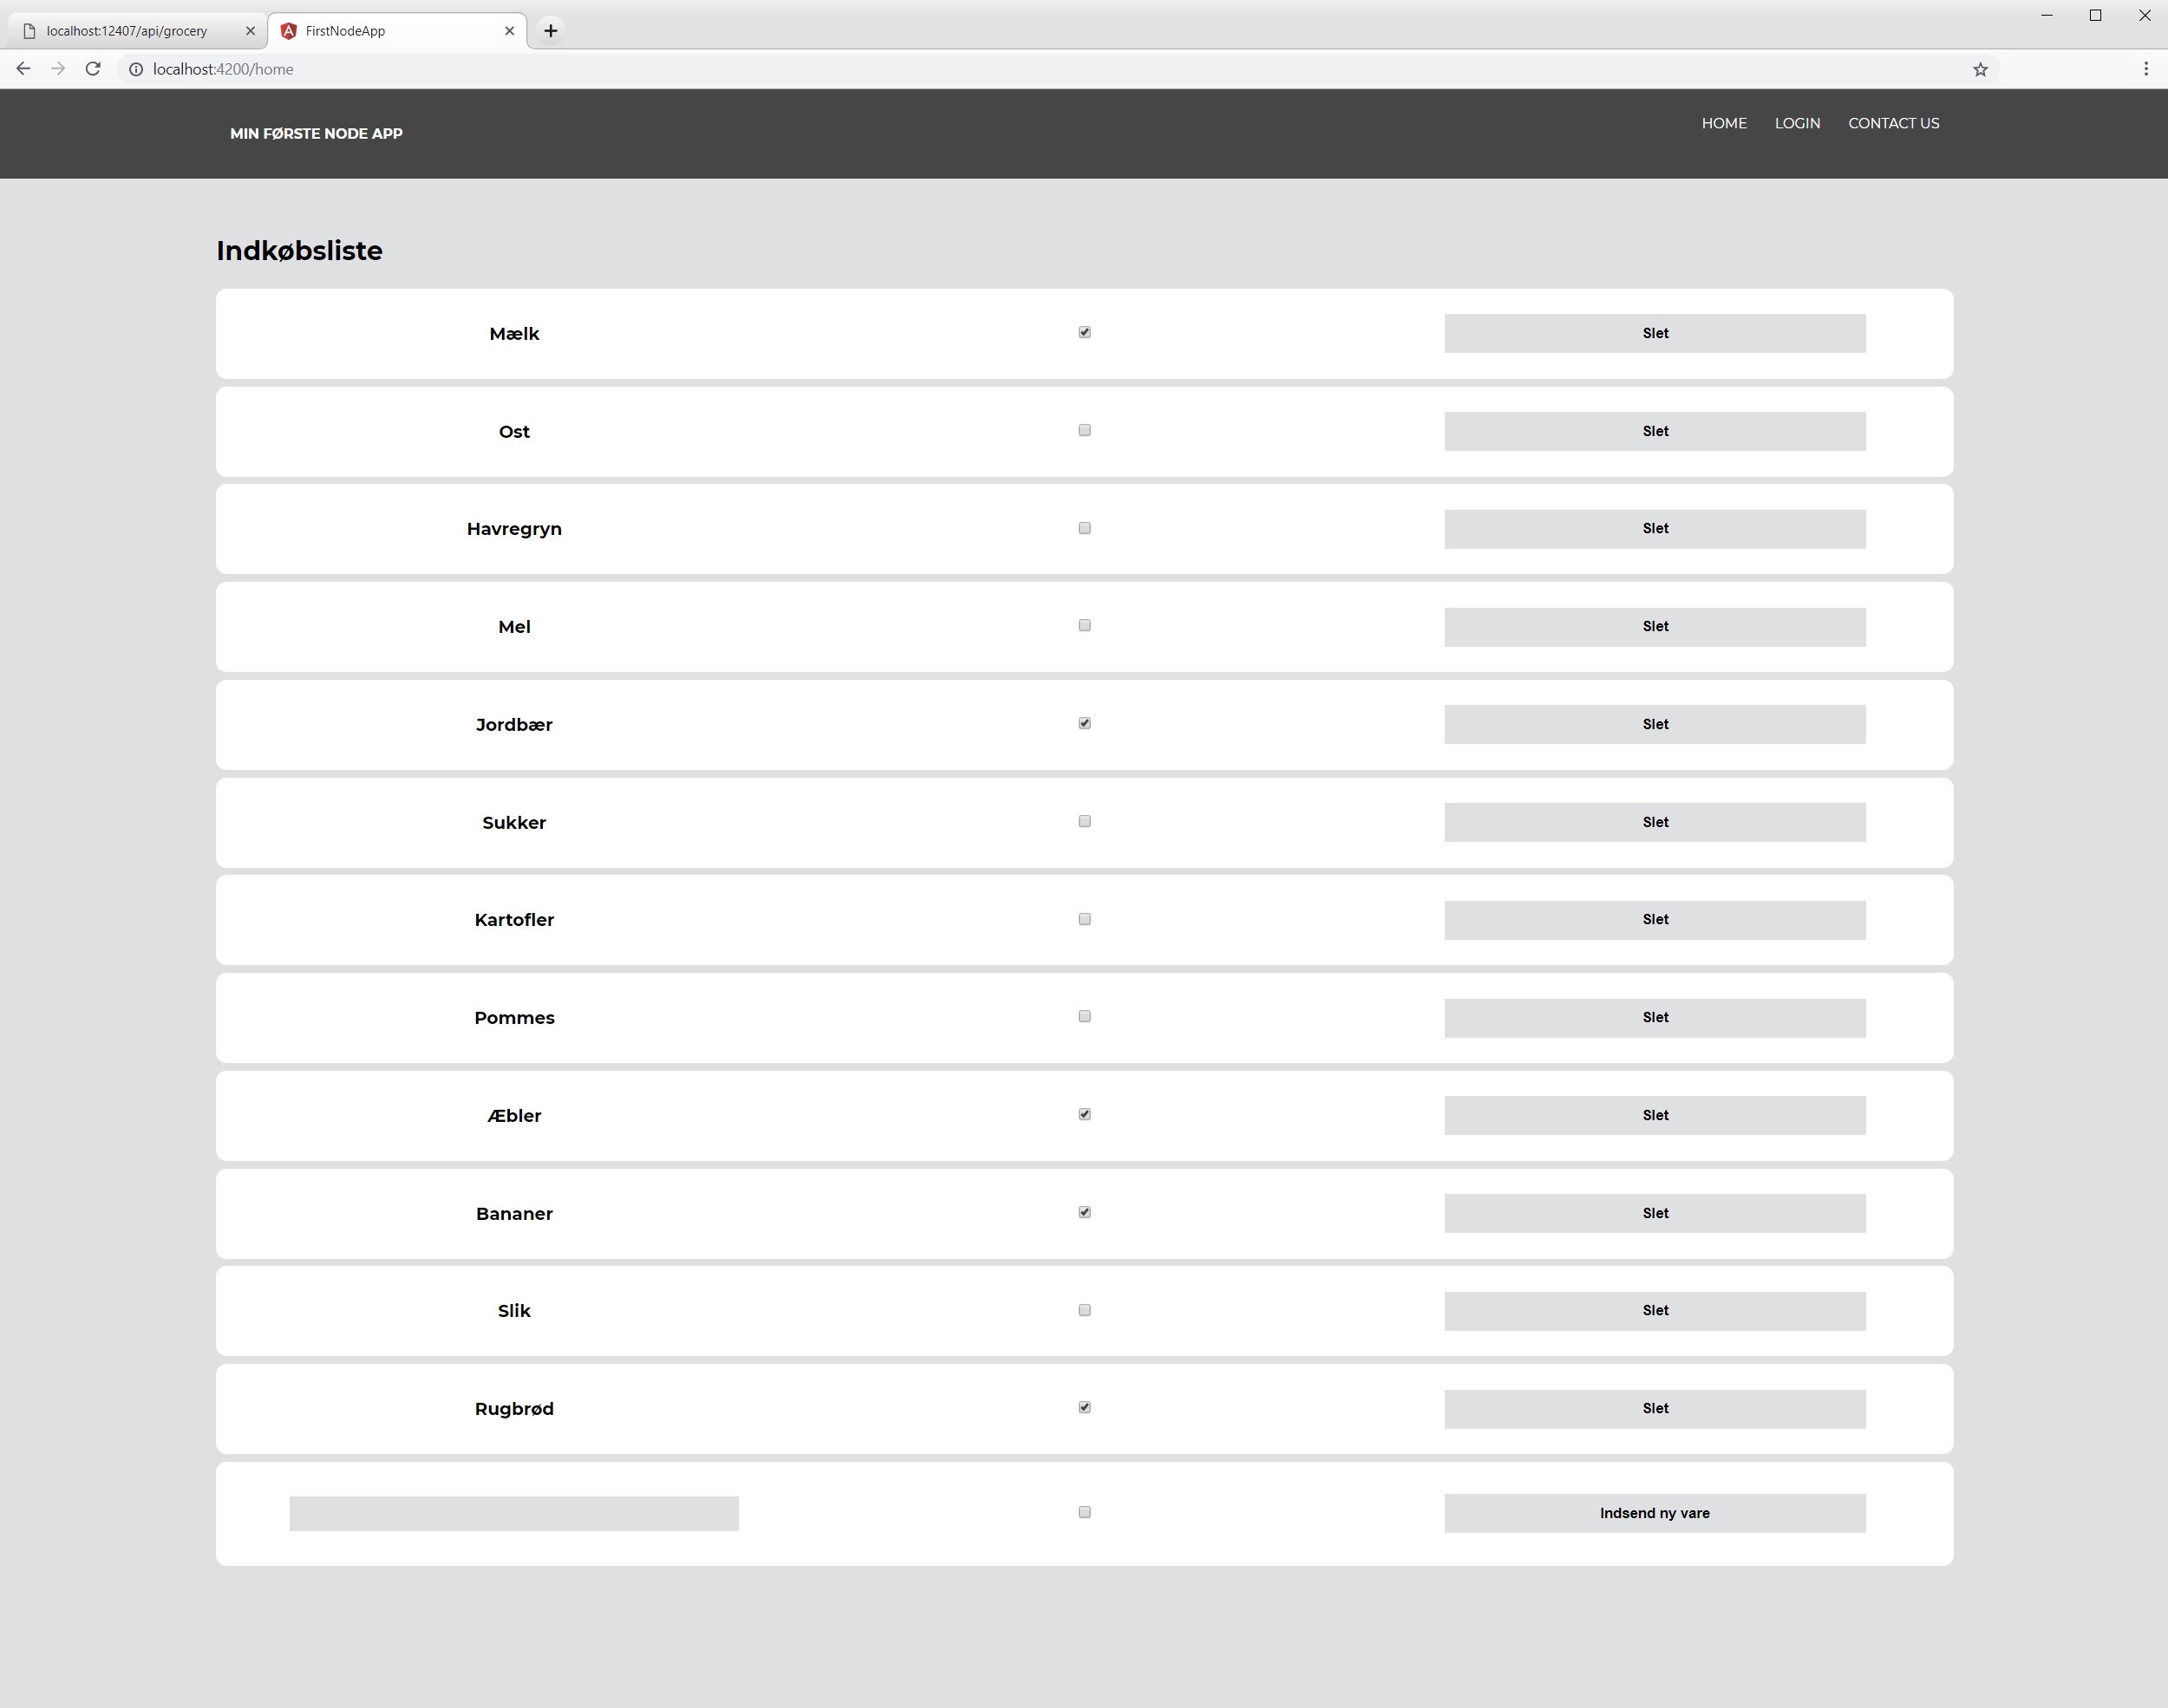 localhost:12407/api/grocery
FirstNodeApp
localhost:4200/home
MIN FØRSTE NODE APP
HOME LOGIN CONTACT US
Indkøbsliste
Mælk Slet
Ost Slet
Havregryn Slet
Mel Slet
Jordbær Slet
Sukker Slet
Kartofler Slet
Pommes Slet
Æbler Slet
Bananer Slet
Slik Slet
Rugbrød Slet
Indsend ny vare